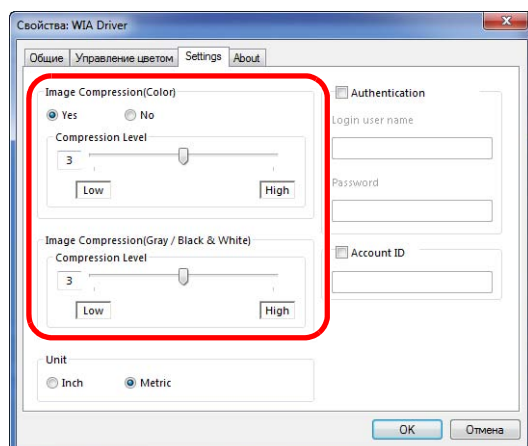 Свойства: WIA Driver
Общие Управление цветом Settings About
Image Compression(Color)
Yes No
Compression Level
3
Low High
Image Compression(Gray / Black & White)
Compression Level
3
Low High
Unit
Inch Metric
Authentication
Login user name
Password
Account ID
OK Отмена